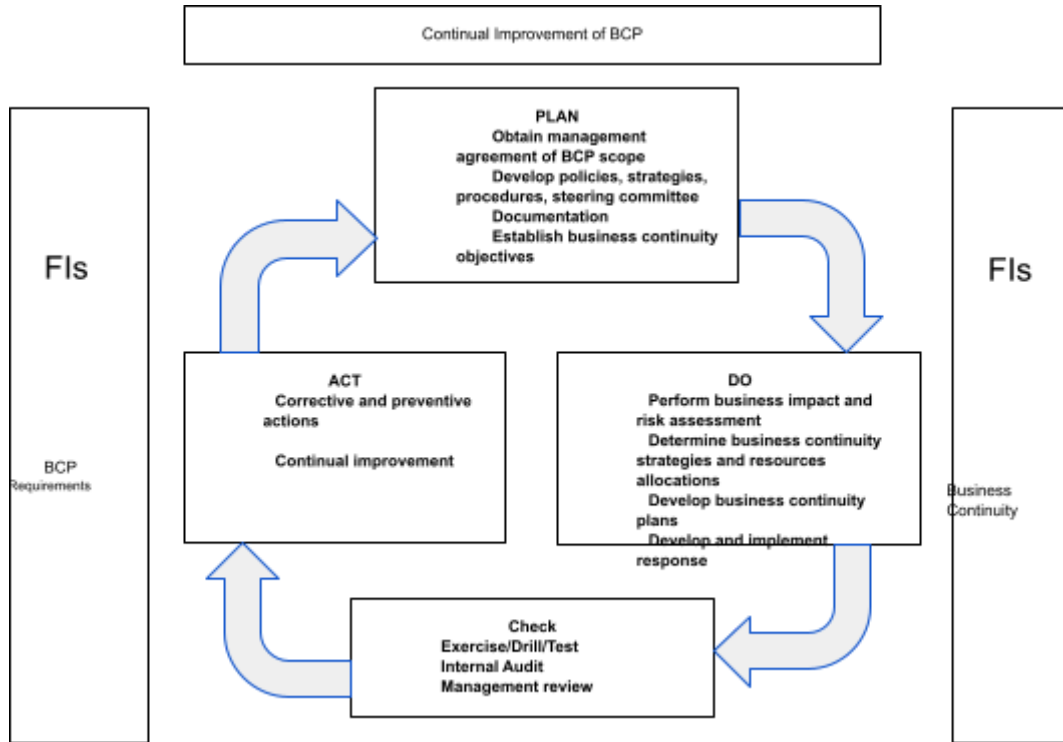 Continual Improvement of BCP
PLAN
Obtain management
agreement of BCP scope
Develop policies, strategies,
procedures, steering committee
Documentation
Establish business continuity
objectives
FIs
BCP
Requirements
FIs
Business
Continuity
ACT
Corrective and preventive
actions
Continual improvement
DO
Perform business impact and
risk assessment
Determine business continuity
strategies and resources
allocations
Develop business continuity
plans
Develop and implement
response
Check
Exercise/Drill/Test
Internal Audit
Management review